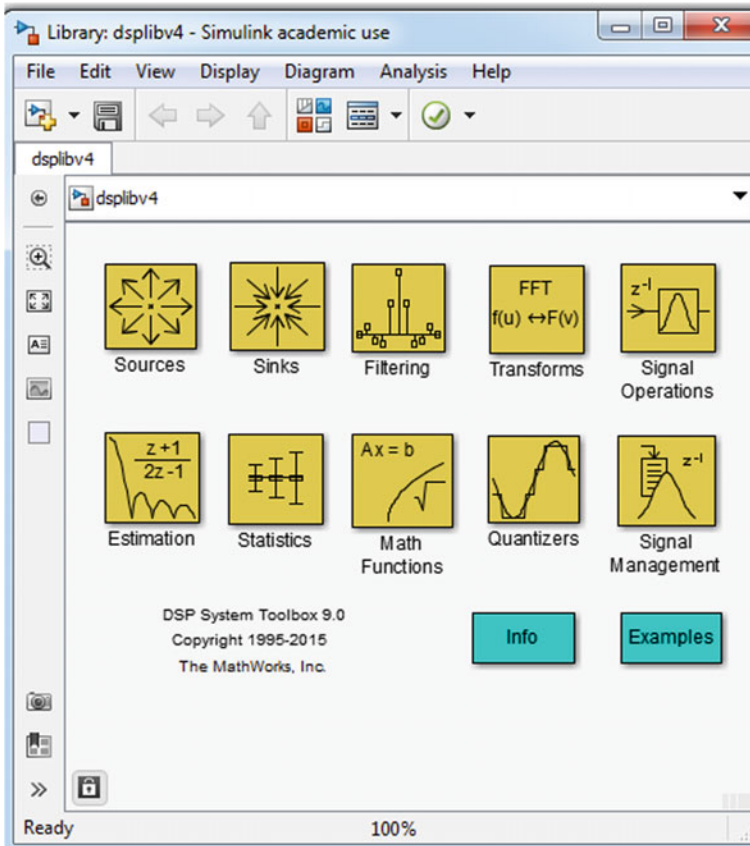 Library: dsplibv4 - Simulink academic use
File Edit View Display Diagram Analysis Help
dsplibv4
dsplibv4
FFT
f(u) ↔F(v)
z-I
Sources
Sinks
Filtering
Transforms
Signal
Operations
z+1
2z-1
Ax = b
z-I
Estimation
Statistics
Math
Functions
Quantizers
Signal
Management
DSP System Toolbox 9.0
Copyright 1995-2015
The MathWorks, Inc.
Info
Examples
Ready
100%